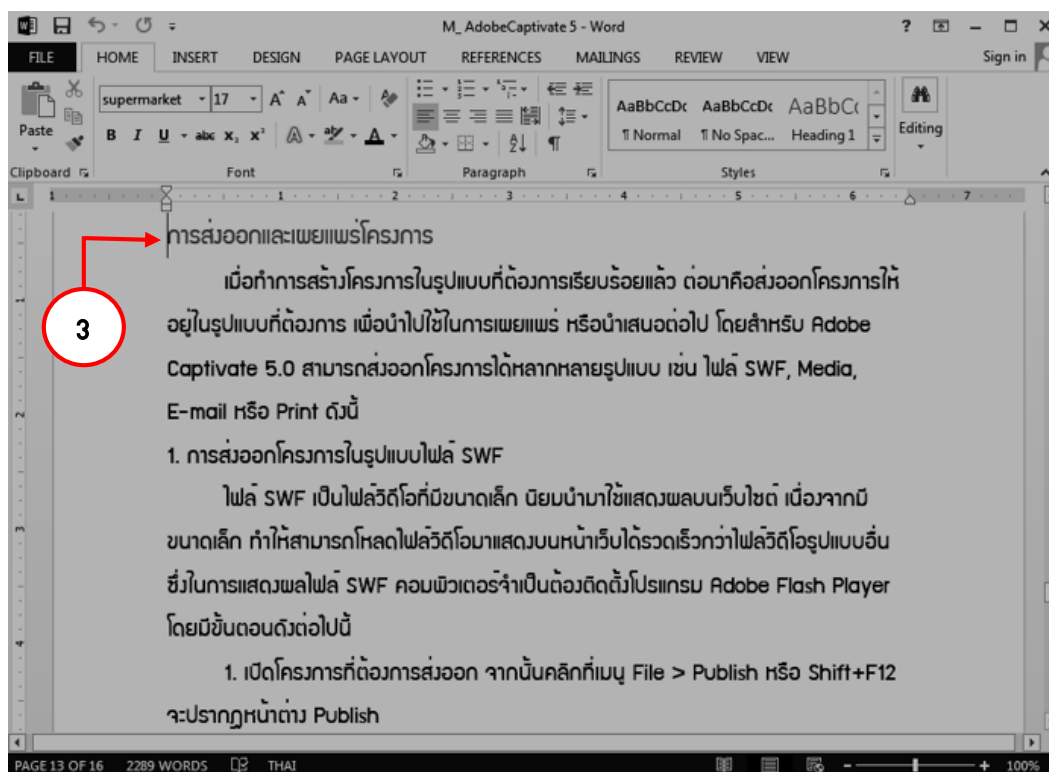 M_ AdobeCaptivate 5 - Word
?
FILE HOME INSERT DESIGN PAGE LAYOUT REFERENCES MAILINGS REVIEW VIEW Sign in
supermarket 17 Aa
Paste
B I U abc X₂ X² A
AaBbCcDc AaBbCcDc AaBbC
¶ Normal ¶ No Spac... Heading 1
Editing
Clipboard Font Paragraph Styles
1 1 2 3 4 5 6 7
การส่งออกและเผยแพร่โครงการ
เมื่อทำการสร้างโครงการในรูปแบบที่ต้องการเรียบร้อยแล้ว ต่อมาคือส่งออกโครงการให้
3
อยู่ในรูปแบบที่ต้องการ เพื่อนำไปใช้ในการเผยแพร่ หรือนำเสนอต่อไป โดยสำหรับ Adobe
Captivate 5.0 สามารถส่งออกโครงการได้หลากหลายรูปแบบ เช่น ไฟล์ SWF, Media,
E-mail หรือ Print ดังนี้
1. การส่งออกโครงการในรูปแบบไฟล์ SWF
ไฟล์ SWF เป็นไฟล์วิดีโอที่มีขนาดเล็ก นิยมนำมาใช้แสดงผลบนเว็บไซต์ เนื่องจากมี
ขนาดเล็ก ทำให้สามารถโหลดไฟล์วิดีโอมาแสดงบนหน้าเว็บได้รวดเร็วกว่าไฟล์วิดีโอรูปแบบอื่น
ซึ่งในการแสดงผลไฟล์ SWF คอมพิวเตอร์จำเป็นต้องติดตั้งโปรแกรม Adobe Flash Player
โดยมีขั้นตอนดังต่อไปนี้
1. เปิดโครงการที่ต้องการส่งออก จากนั้นคลิกที่เมนู File > Publish หรือ Shift+F12
จะปรากฏหน้าต่าง Publish
PAGE 13 OF 16 2289 WORDS THAI 100%